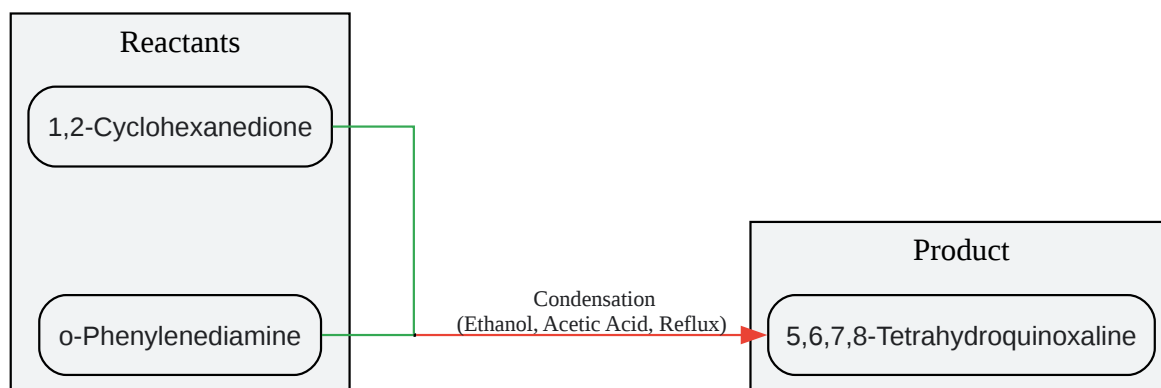 Reactants
1,2-Cyclohexanedione
o-Phenylenediamine
Condensation
(Ethanol, Acetic Acid, Reflux)
Product
5,6,7,8-Tetrahydroquinoxaline